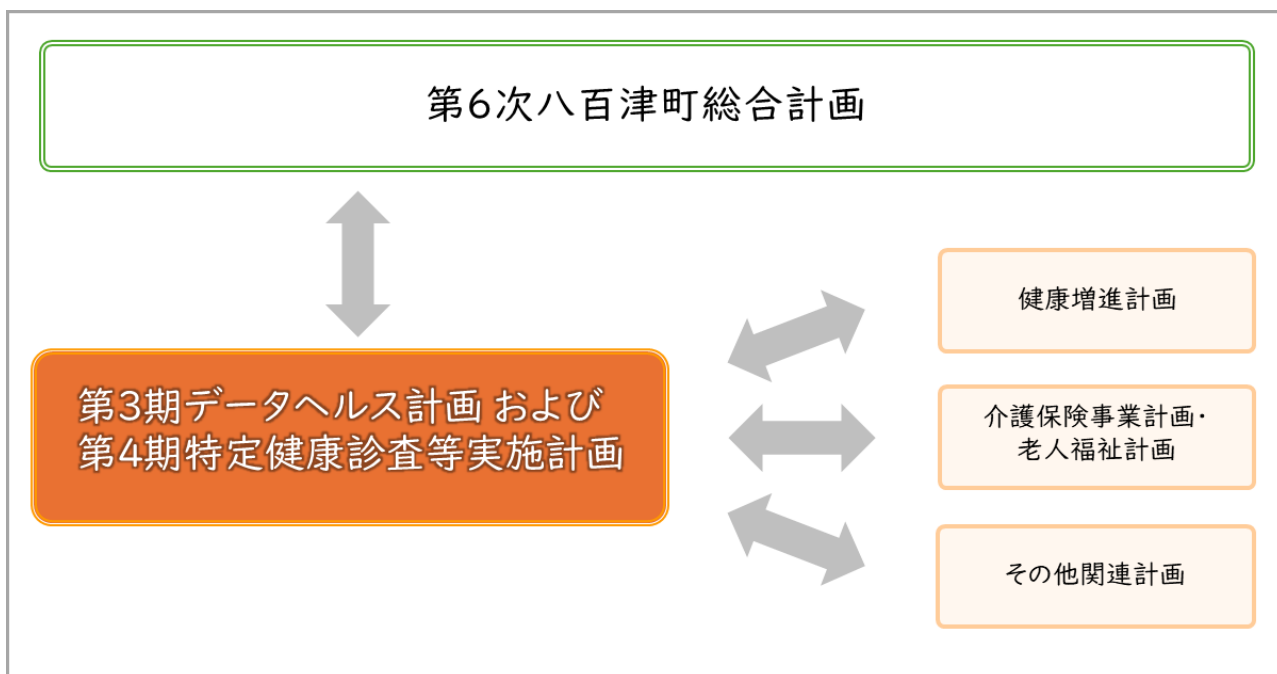 第6次八百津町総合計画
第3期データヘルス計画 および
第4期特定健康診査等実施計画
健康増進計画
介護保険事業計画・
老人福祉計画
その他関連計画